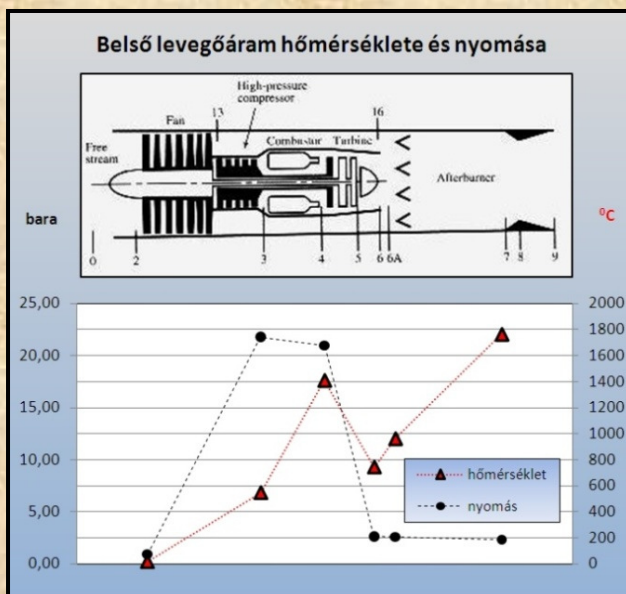 Belső levegőáram hőmérséklete és nyomása
High-pressure
compressor
13
16
Fan
Combustor
Turbine
Free
stream
Afterburner
bara
°C
0
2
3
4
5
6
6A
7
8
9
25,00
20,00
15,00
10,00
5,00
0,00
2000
1800
1600
1400
1200
1000
800
600
400
200
0
hőmérséklet
nyomás